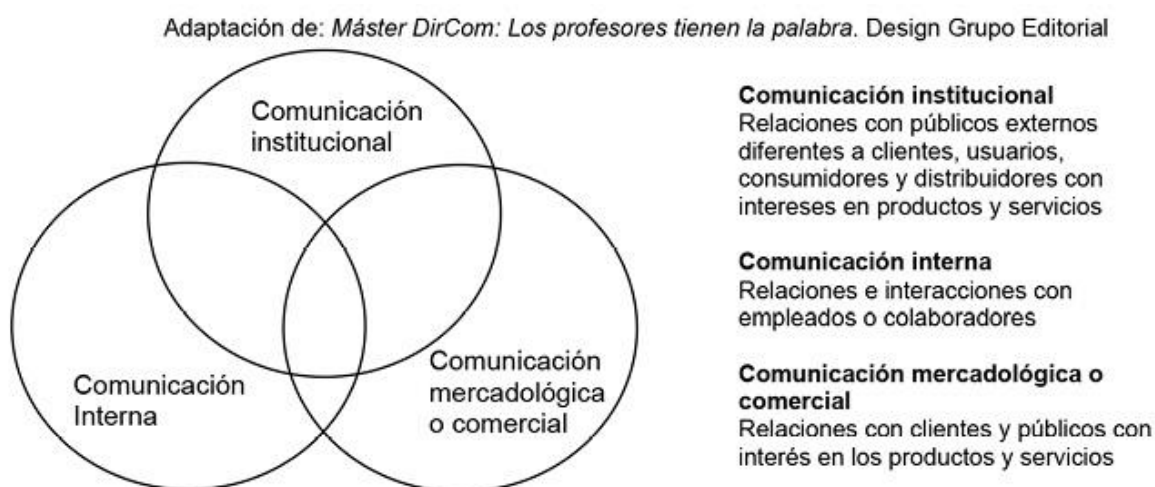 Adaptación de: Máster DirCom: Los profesores tienen la palabra. Design Grupo Editorial
Comunicación
institucional
Comunicación
Interna
Comunicación
mercadológica
o comercial
Comunicación institucional
Relaciones con públicos externos
diferentes a clientes, usuarios,
consumidores y distribuidores con
intereses en productos y servicios
Comunicación interna
Relaciones e interacciones con
empleados o colaboradores
Comunicación mercadológica o
comercial
Relaciones con clientes y públicos con
interés en los productos y servicios